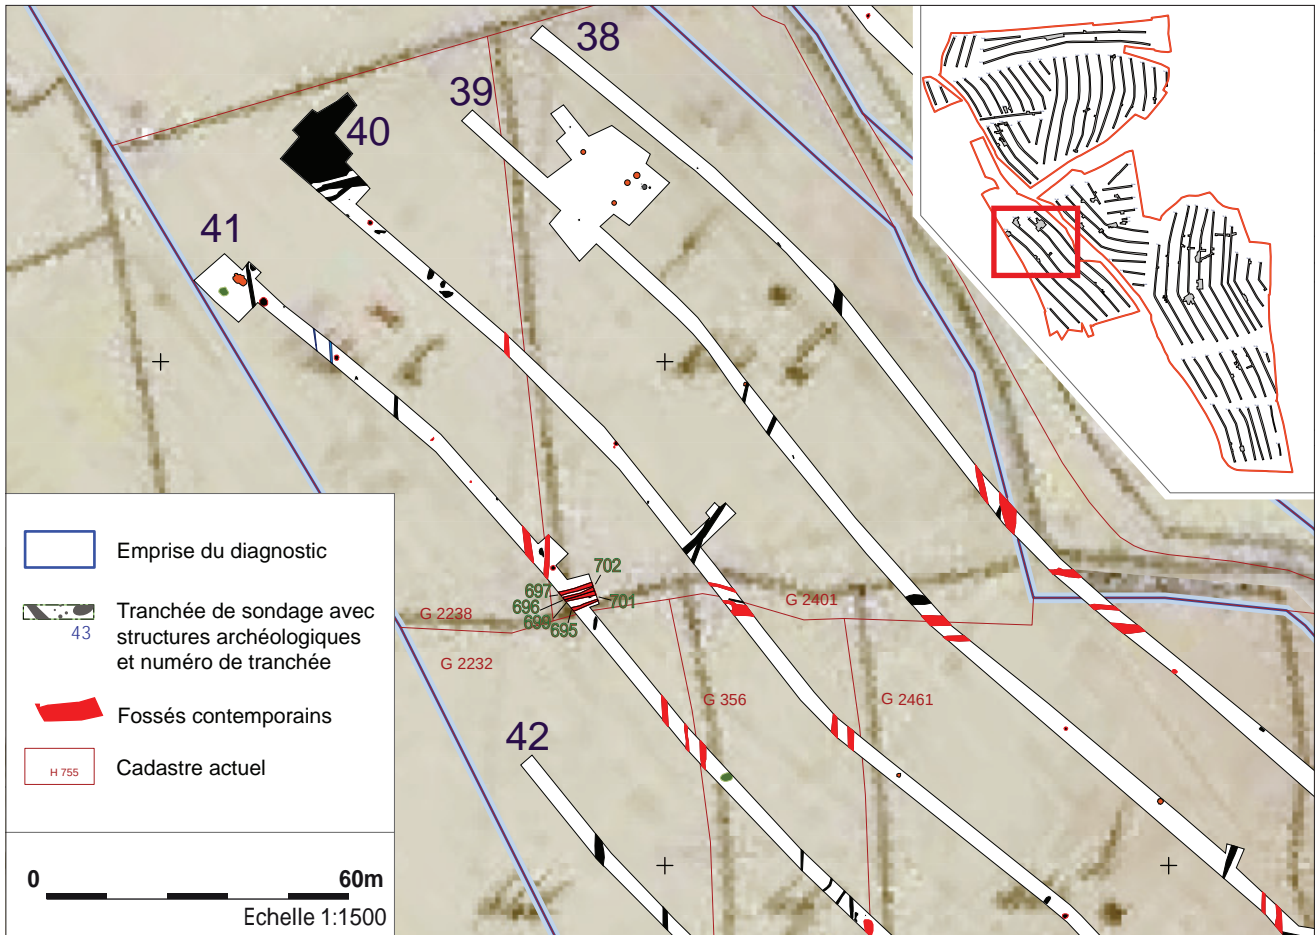 38
39
40
41
702
697
701
696
699
695
G 2238
G 2401
G 2232
G 356
G 2461
42
Emprise du diagnostic
Tranchée de sondage avec
structures archéologiques
et numéro de tranchée
43
Fossés contemporains
H 755
Cadastre actuel
0
60m
Echelle 1:1500